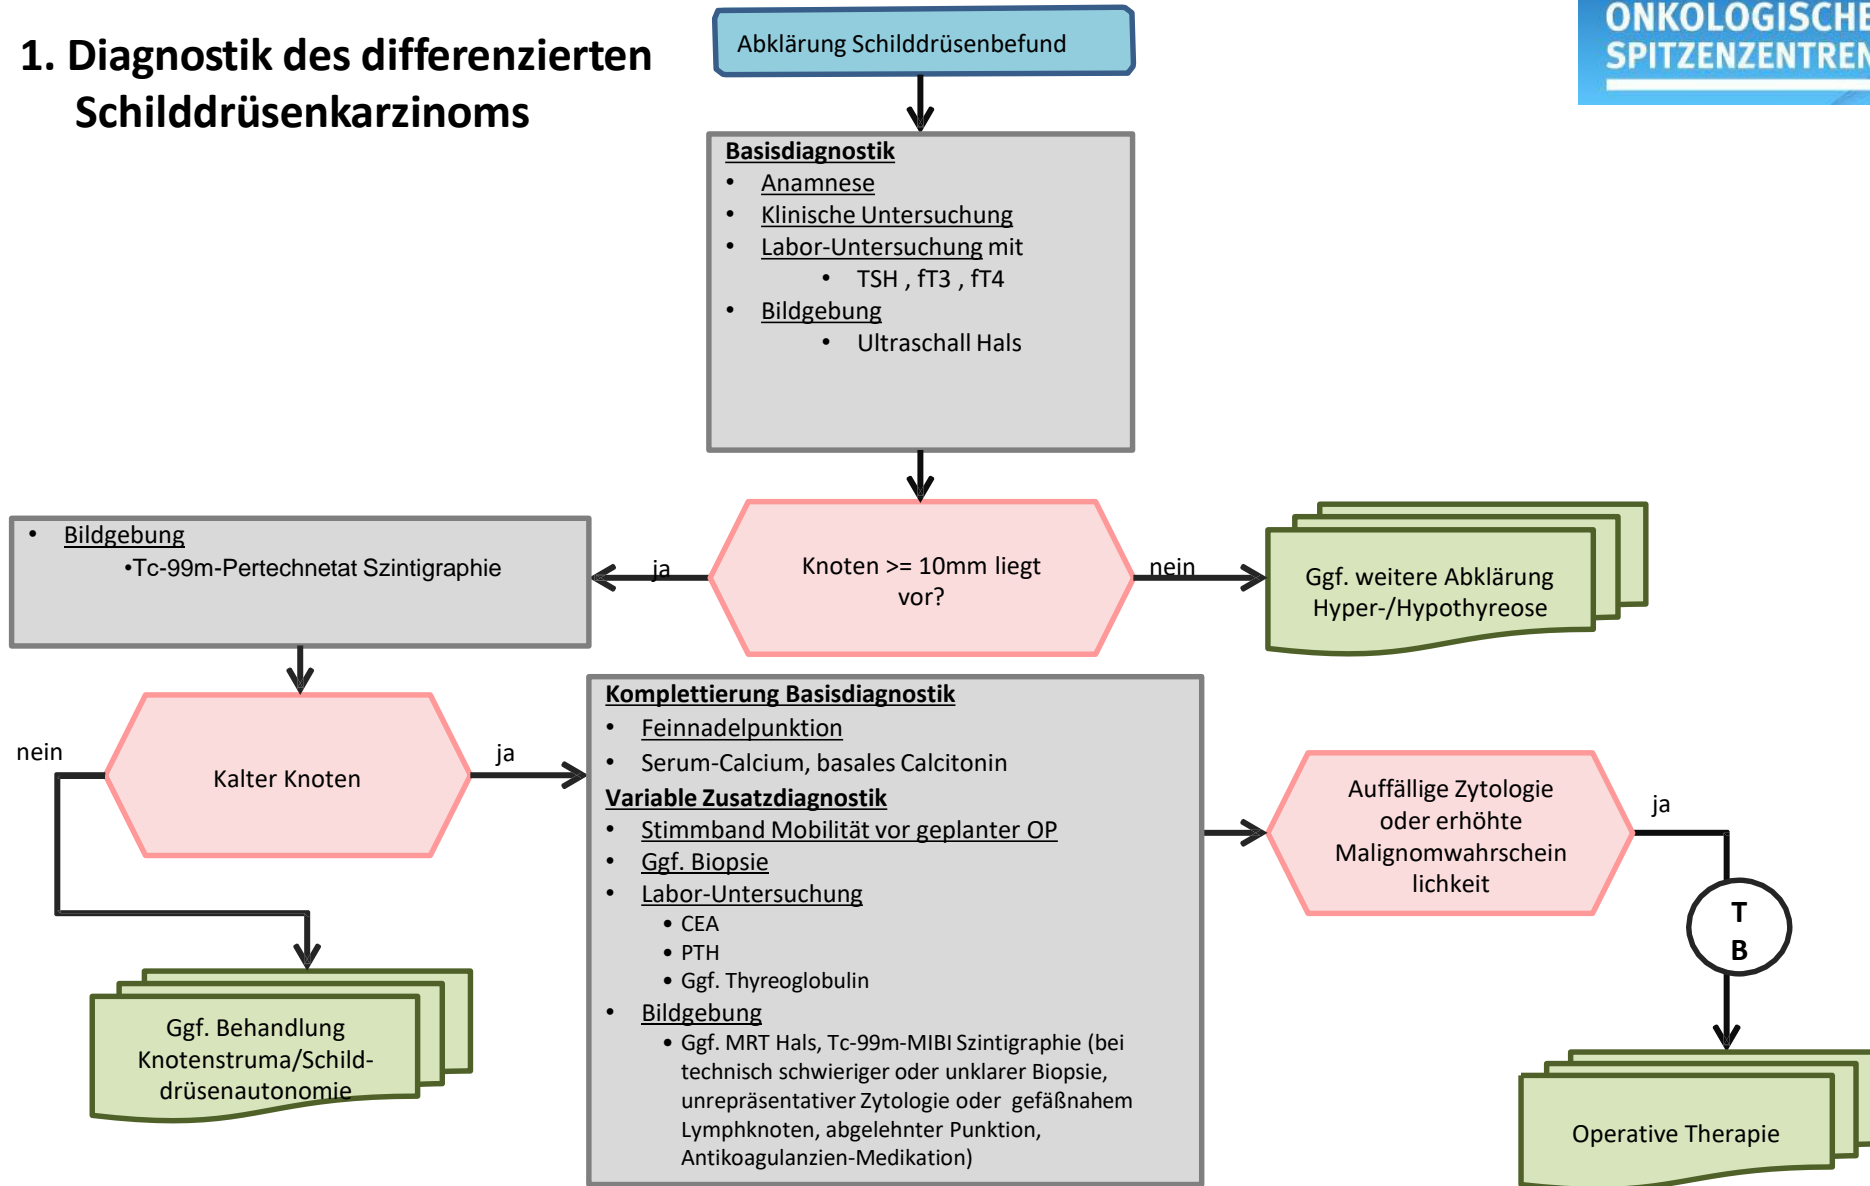 1. Diagnostik des differenzierten
Schilddrüsenkarzinoms
Abklärung Schilddrüsenbefund
ONKOLOGISCHE
SPITZENZENTREN
Basisdiagnostik
• Anamnese
• Klinische Untersuchung
• Labor-Untersuchung mit
• TSH , fT3 , fT4
• Bildgebung
• Ultraschall Hals
• Bildgebung
•Tc-99m-Pertechnetat Szintigraphie
ja
Knoten >= 10mm liegt
vor?
nein
Ggf. weitere Abklärung
Hyper-/Hypothyreose
nein
Kalter Knoten
ja
Komplettierung Basisdiagnostik
• Feinnadelpunktion
• Serum-Calcium, basales Calcitonin
Variable Zusatzdiagnostik
• Stimmband Mobilität vor geplanter OP
• Ggf. Biopsie
• Labor-Untersuchung
• CEA
• PTH
• Ggf. Thyreoglobulin
• Bildgebung
• Ggf. MRT Hals, Tc-99m-MIBI Szintigraphie (bei
technisch schwieriger oder unklarer Biopsie,
unrepräsentativer Zytologie oder gefäßnahem
Lymphknoten, abgelehnter Punktion,
Antikoagulanzien-Medikation)
Auffällige Zytologie
oder erhöhte
Malignomwahrschein
lichkeit
ja
T
B
Ggf. Behandlung
Knotenstruma/Schild-
drüsenautonomie
Operative Therapie